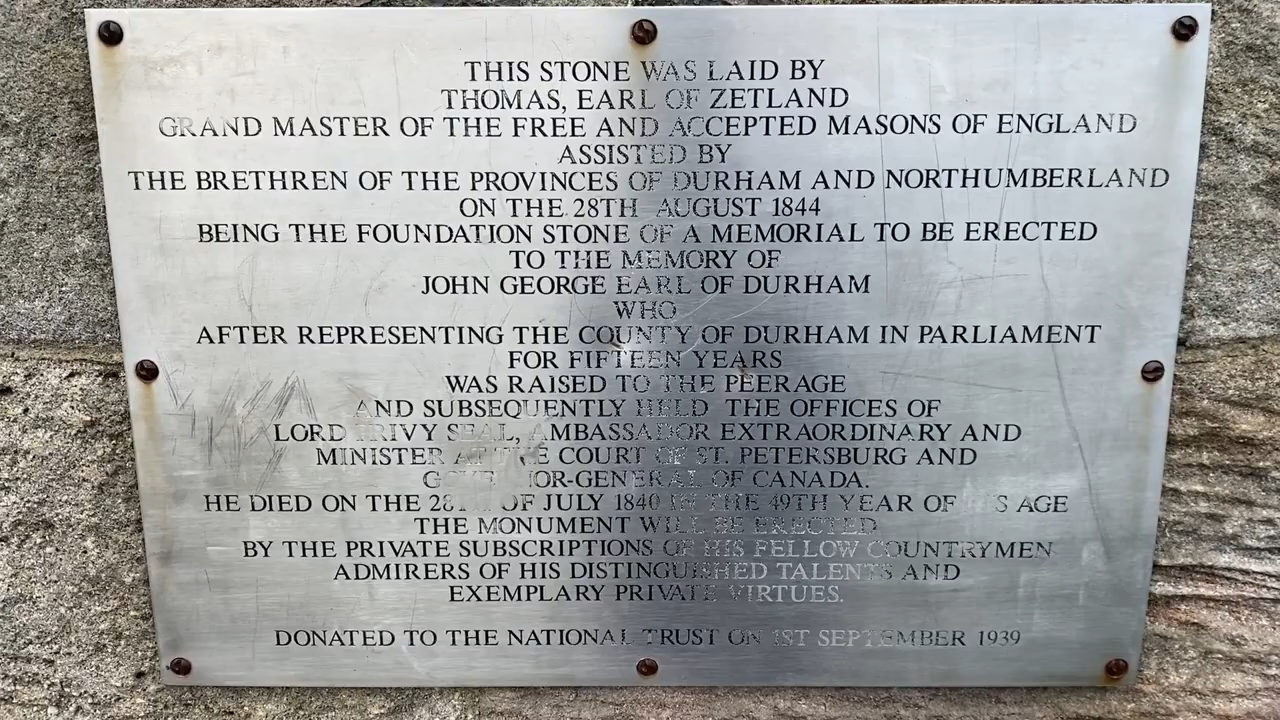 THIS STONE WAS LAID BY
THOMAS, EARL OF ZETLAND
GRAND MASTER OF THE FREE AND ACCEPTED MASONS OF ENGLAND
ASSISTED BY
THE BRETHREN OF THE PROVINCES OF DURHAM AND NORTHUMBERLAND
ON THE 28TH AUGUST 1844
BEING THE FOUNDATION STONE OF A MEMORIAL TO BE ERECTED
TO THE MEMORY OF
JOHN GEORGE EARL OF DURHAM
WHO
AFTER REPRESENTING THE COUNTY OF DURHAM IN PARLIAMENT
FOR FIFTEEN YEARS
WAS RAISED TO THE PEERAGE
AND SUBSEQUENTLY HELD THE OFFICES OF
LORD PRIVY SEAL, AMBASSADOR EXTRAORDINARY AND
MINISTER AT THE COURT OF ST. PETERSBURG AND
GOVERNOR-GENERAL OF CANADA.
HE DIED ON THE 28TH OF JULY 1840 IN THE 49TH YEAR OF HIS AGE
THE MONUMENT WILL BE ERECTED
BY THE PRIVATE SUBSCRIPTIONS OF HIS FELLOW COUNTRYMEN
ADMIRERS OF HIS DISTINGUISHED TALENTS AND
EXEMPLARY PRIVATE VIRTUES.
DONATED TO THE NATIONAL TRUST ON 1ST SEPTEMBER 1939